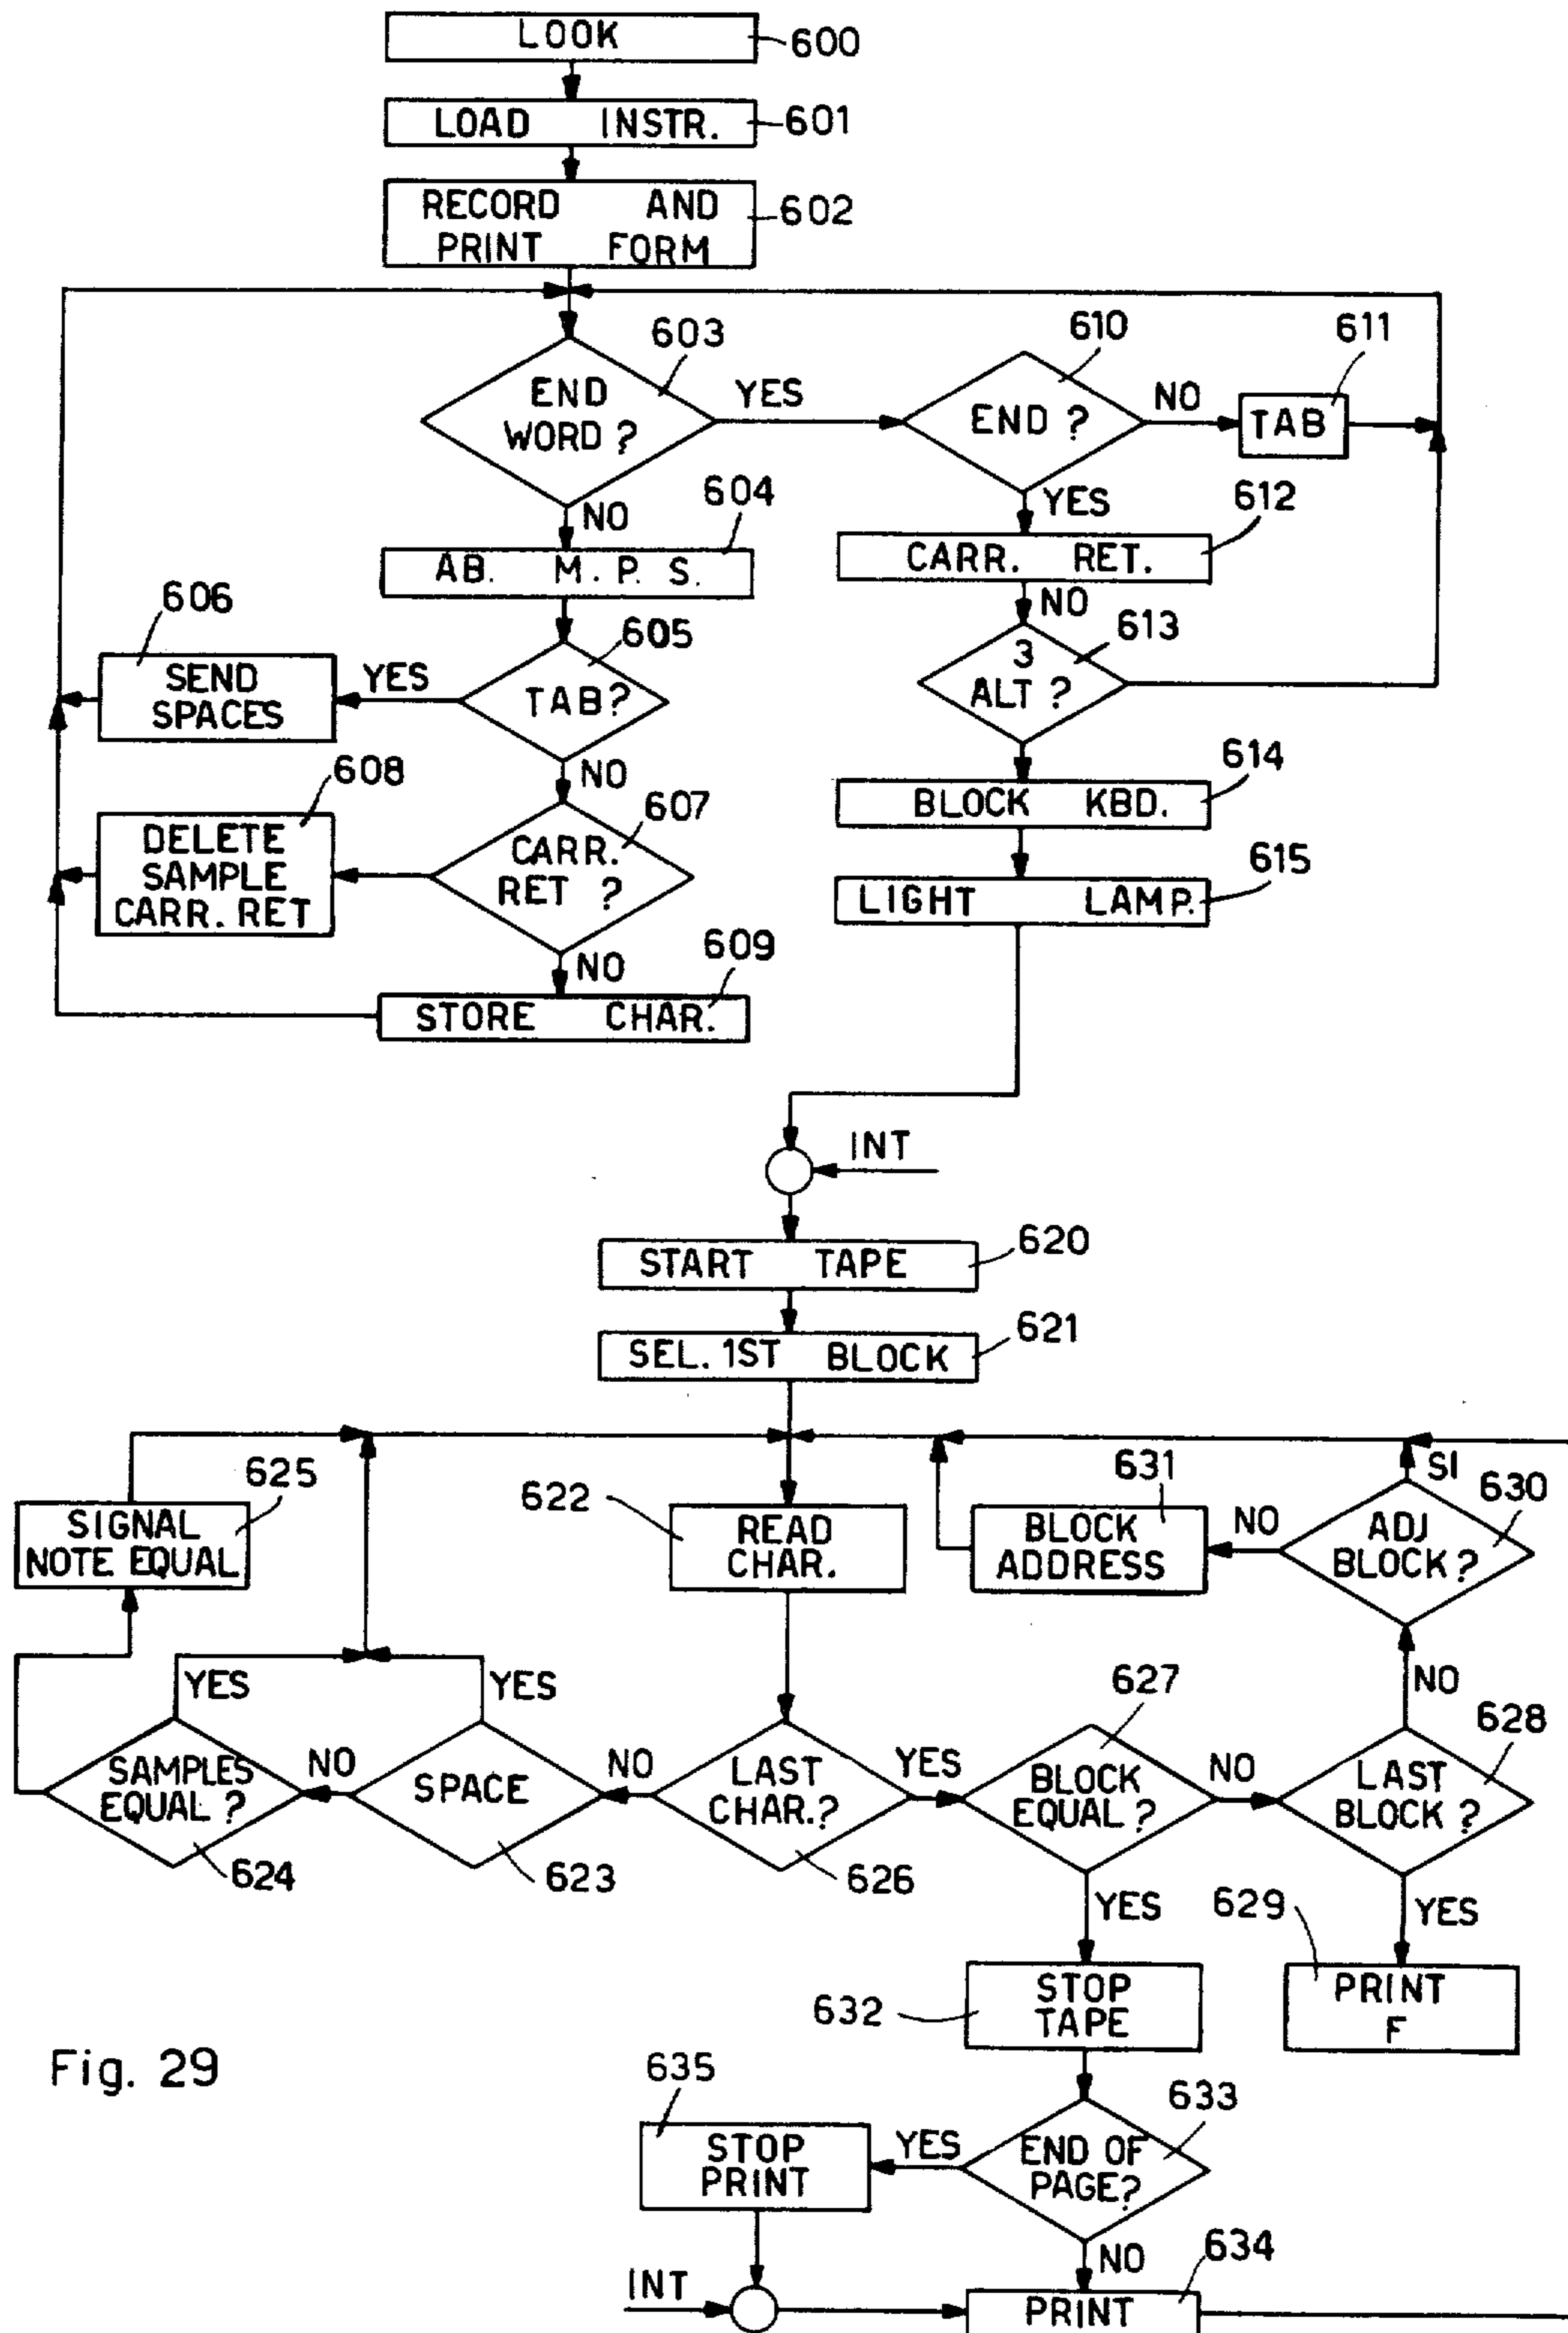 LOOK
600
LOAD INSTR.
601
RECORD AND
PRINT FORM
602
603
END
WORD ?
YES
610
END ?
NO
611
TAB
NO
604
AB. M. P. S.
YES
612
CARR. RET.
NO
606
SEND
SPACES
YES
605
TAB?
613
3
ALT ?
NO
608
DELETE
SAMPLE
CARR. RET
607
CARR.
RET ?
614
BLOCK KBD.
615
LIGHT LAMP.
NO
609
STORE CHAR.
INT
620
START TAPE
621
SEL. 1ST BLOCK
625
SIGNAL
NOTE EQUAL
622
READ
CHAR.
631
BLOCK
ADDRESS
NO
SI
630
ADJ
BLOCK ?
YES
YES
NO
624
SAMPLES
EQUAL ?
NO
623
SPACE
NO
626
LAST
CHAR.?
YES
627
BLOCK
EQUAL ?
NO
628
LAST
BLOCK ?
YES
YES
632
STOP
TAPE
629
PRINT
F
Fig. 29
635
STOP
PRINT
YES
633
END OF
PAGE?
NO
634
INT
PRINT